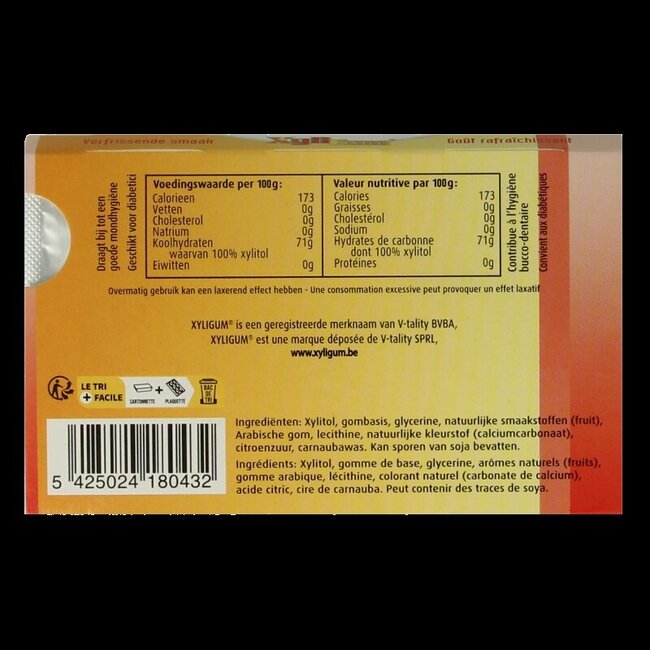 Verfrissende smaak
Xyli
Goût rafraîchissant
Draagt bij tot een
goede mondhygiëne
Geschikt voor diabetici
Voedingswaarde per 100g:
Calorieen 173
Vetten 0g
Cholesterol 0g
Natrium 0g
Koolhydraten 71g
waarvan 100% xylitol
Eiwitten 0g
Valeur nutritive par 100g:
Calories 173
Graisses 0g
Cholestérol 0g
Sodium 0g
Hydrates de carbonne 71g
dont 100% xylitol
Protéines 0g
Contribue à l'hygiène
bucco-dentaire
Convient aux diabétiques
Overmatig gebruik kan een laxerend effect hebben - Une consommation excessive peut provoquer un effet laxatif
XYLIGUM® is een geregistreerde merknaam van V-tality BVBA,
XYLIGUM® est une marque déposée de V-tality SPRL,
www.xyligum.be
LE TRI
+ FACILE
CARTONNETTE
+
PLAQUETTE
BAC
DE
TRI
5 425024 180432
Ingrediënten: Xylitol, gombasis, glycerine, natuurlijke smaakstoffen (fruit),
Arabische gom, lecithine, natuurlijke kleurstof (calciumcarbonaat),
citroenzuur, carnaubawas. Kan sporen van soja bevatten.
Ingrédients: Xylitol, gomme de base, glycerine, arômes naturels (fruits),
gomme arabique, lécithine, colorant naturel (carbonate de calcium),
acide citric, cire de carnauba. Peut contenir des traces de soya.